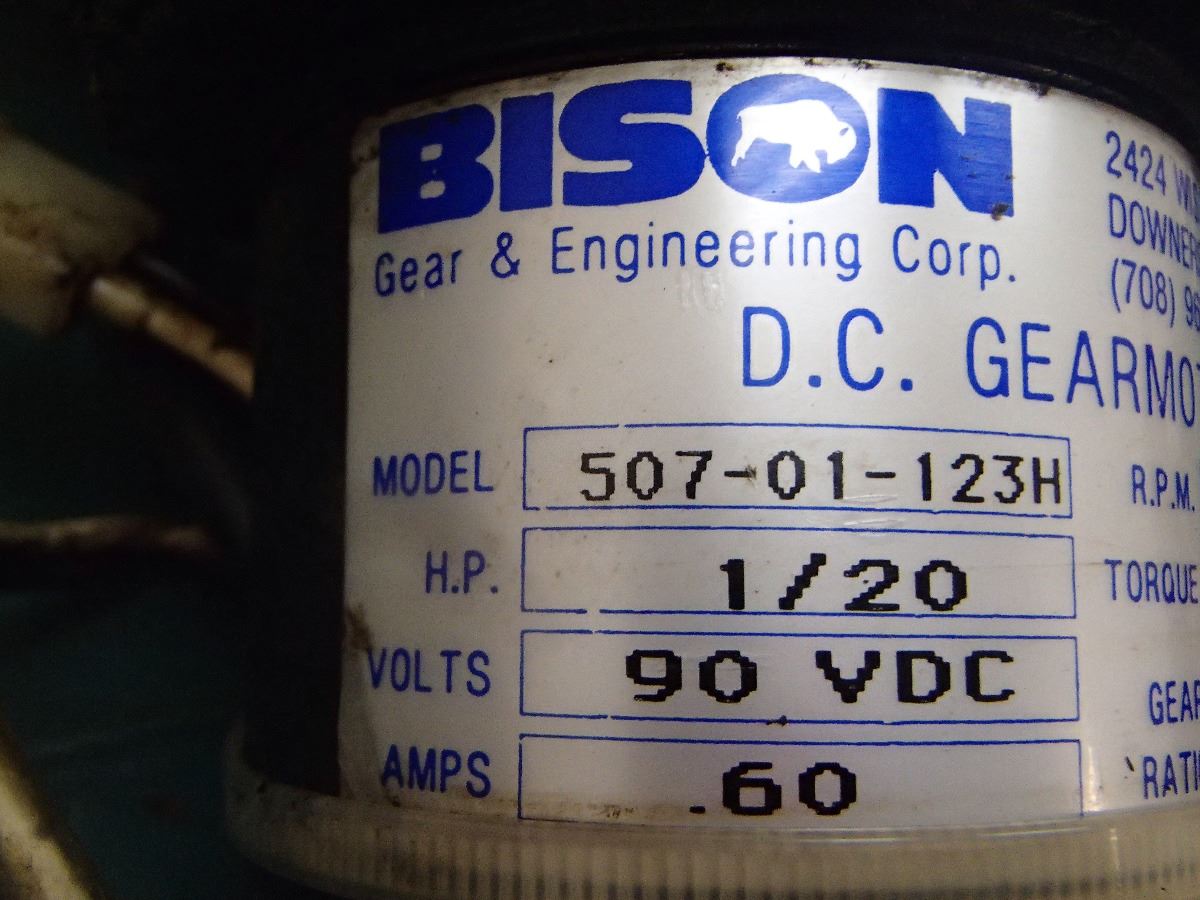 BISON
Gear & Engineering Corp.
2424
DOWNER
(708) 96
D.C. GEARMOT
MODEL 507-01-123H R.P.M.
H.P. 1/20 TORQUE
VOLTS 90 VDC GEAR
AMPS .60 RATI